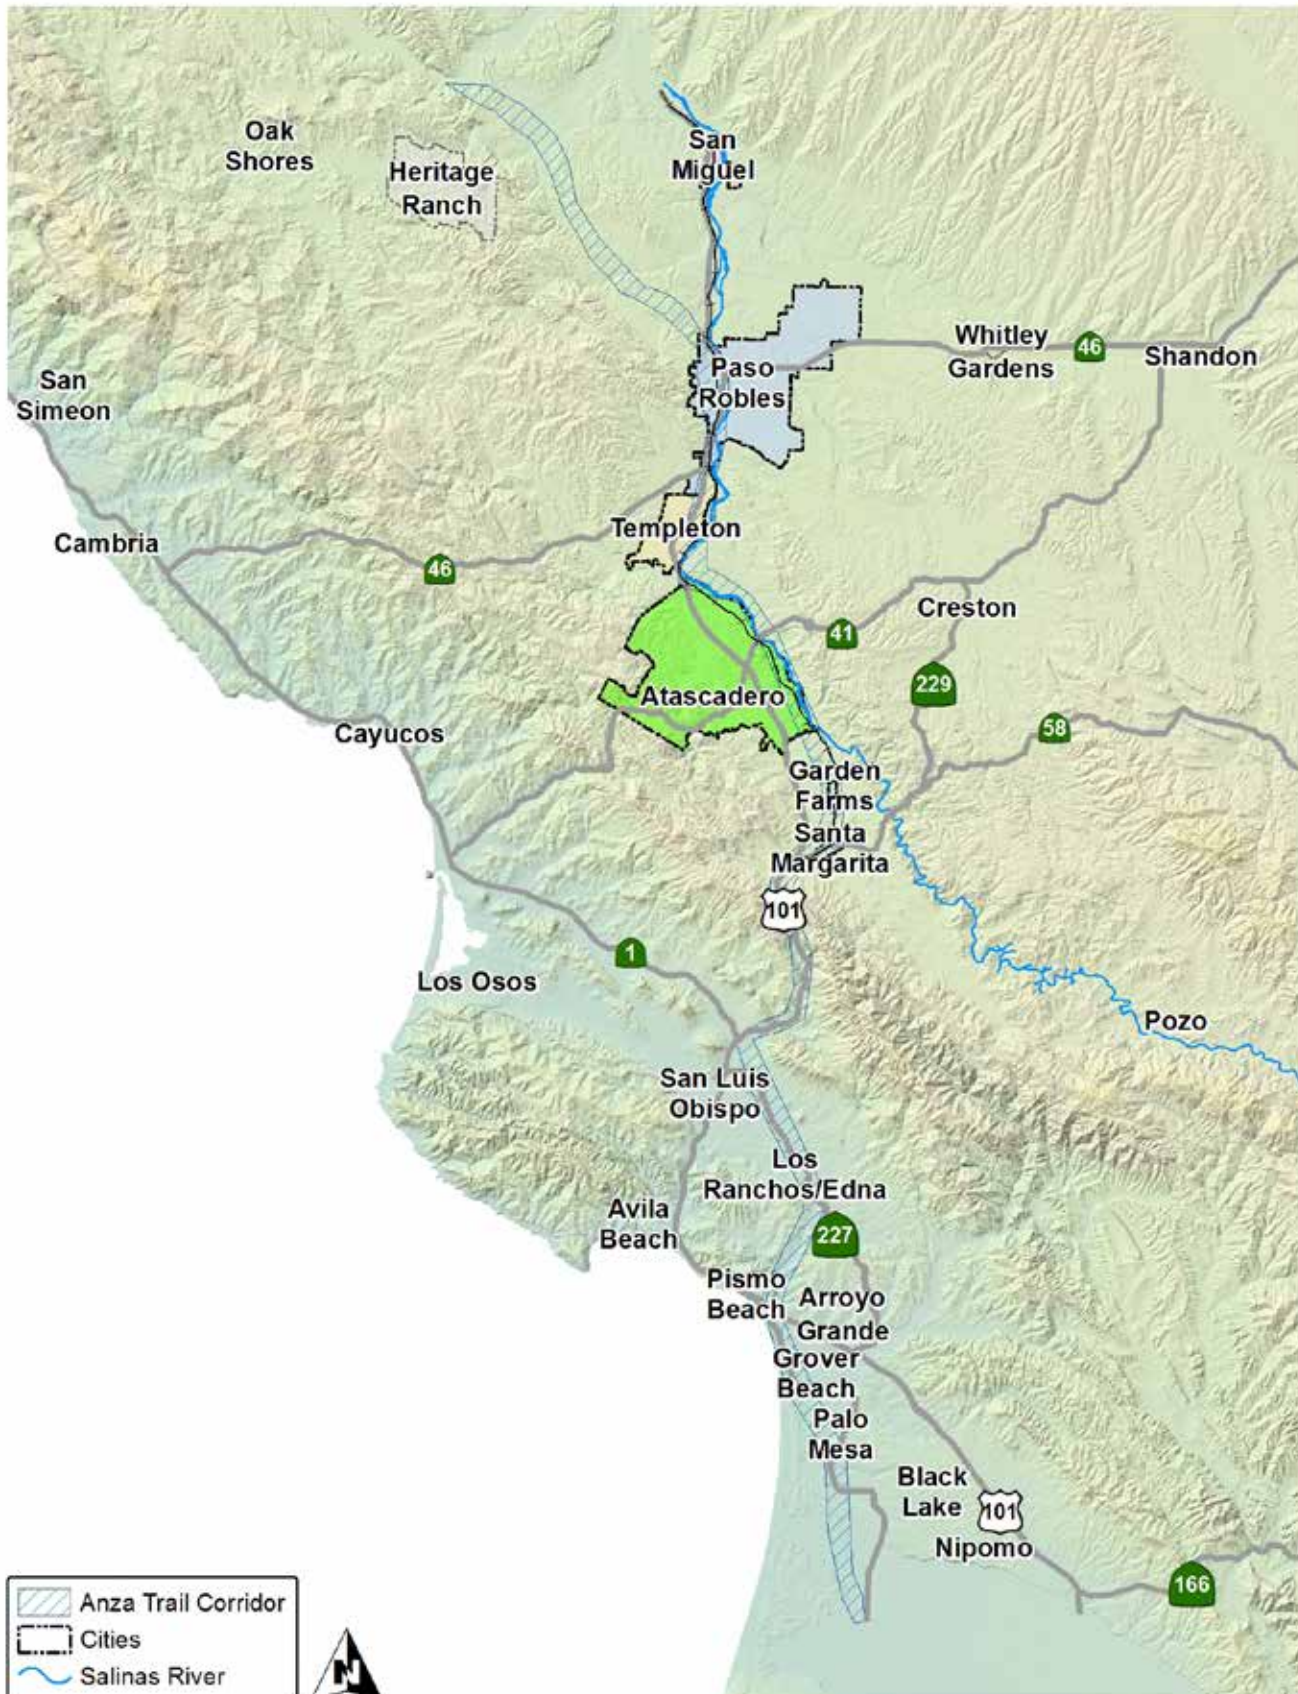 Oak
Shores
Heritage
Ranch
San
Miguel
Whitley
Gardens
46
Shandon
Paso
Robles
San
Simeon
Templeton
Cambria
46
Creston
41
229
Atascadero
58
Cayucos
Garden
Farms
Santa
Margarita
101
1
Los Osos
Pozo
San Luis
Obispo
Los
Ranchos/Edna
Avila
Beach
227
Pismo
Beach
Arroyo
Grande
Grover
Beach
Palo
Mesa
Black
Lake
101
Nipomo
166
Anza Trail Corridor
Cities
Salinas River
N